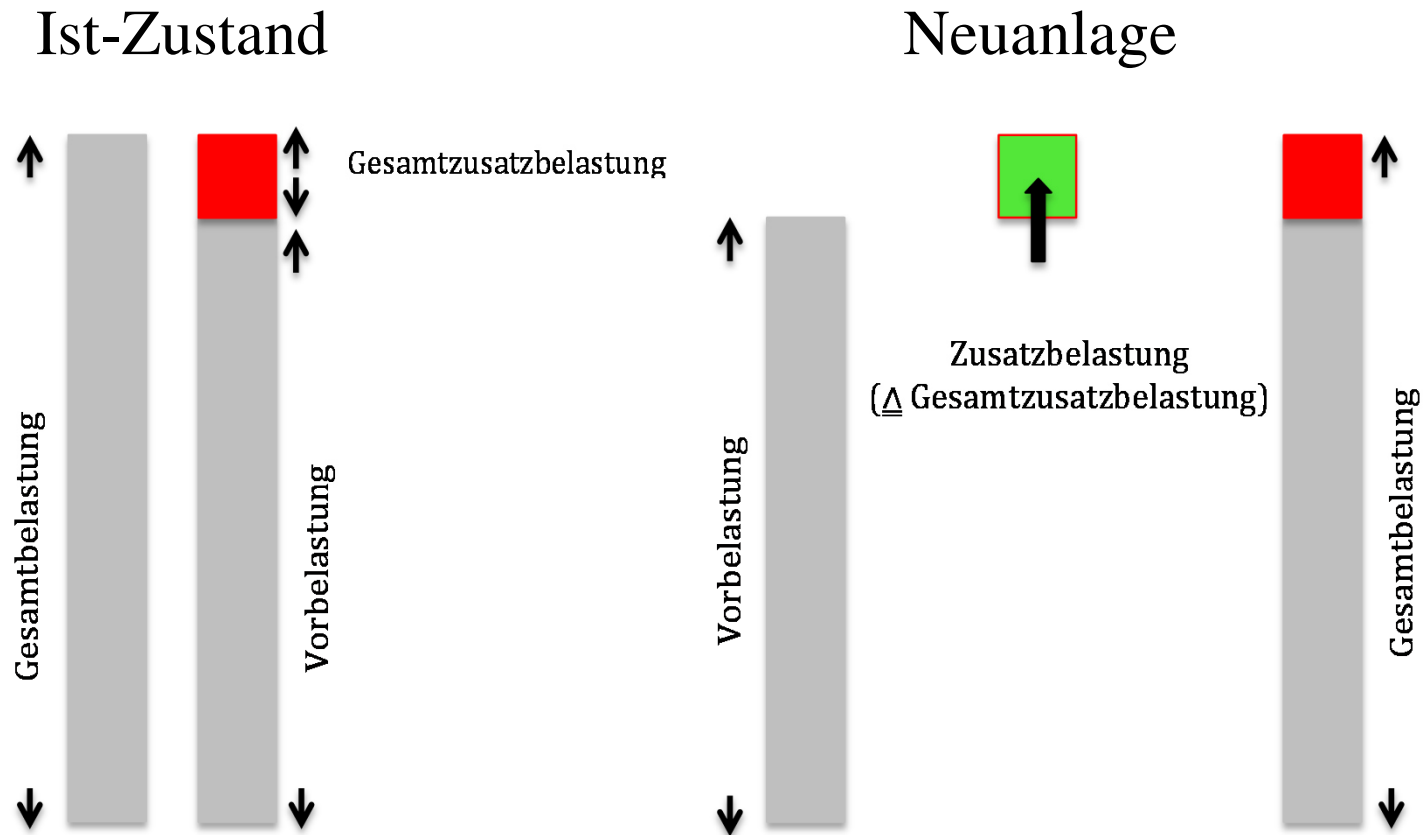 Ist-Zustand
Gesamtbelastung
Gesamtzusatzbelastung
Vorbelastung
Neuanlage
Vorbelastung
Zusatzbelastung
(≙ Gesamtzusatzbelastung)
Gesamtbelastung